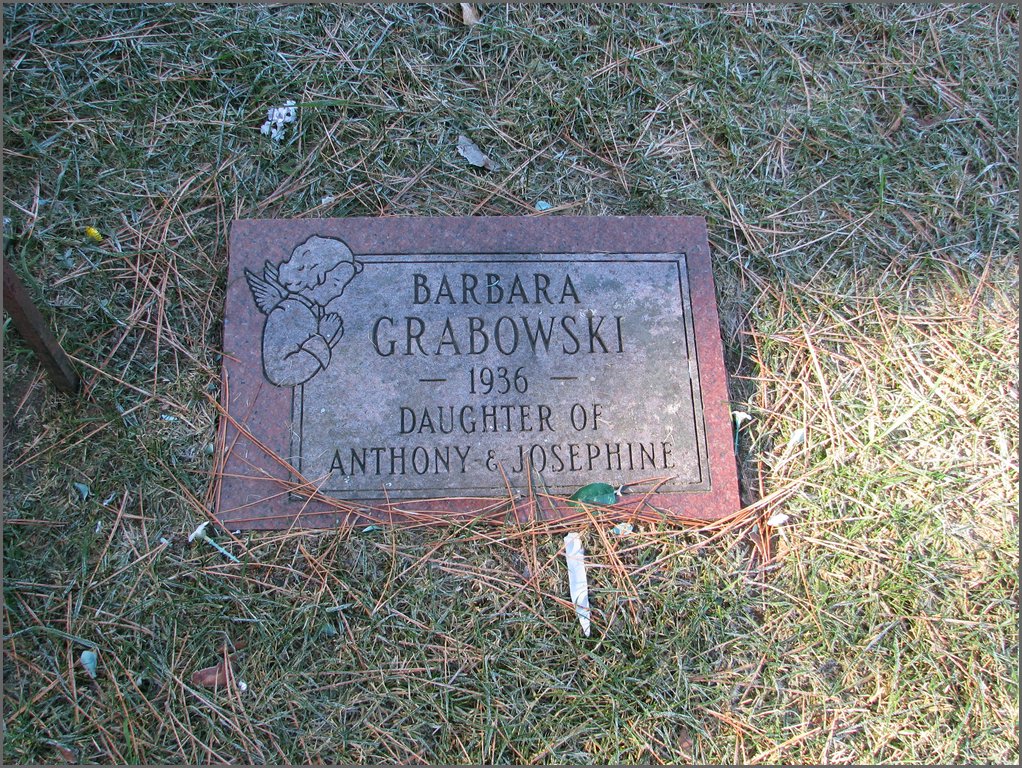 BARBARA
GRABOWSKI
— 1936 —
DAUGHTER OF
ANTHONY & JOSEPHINE